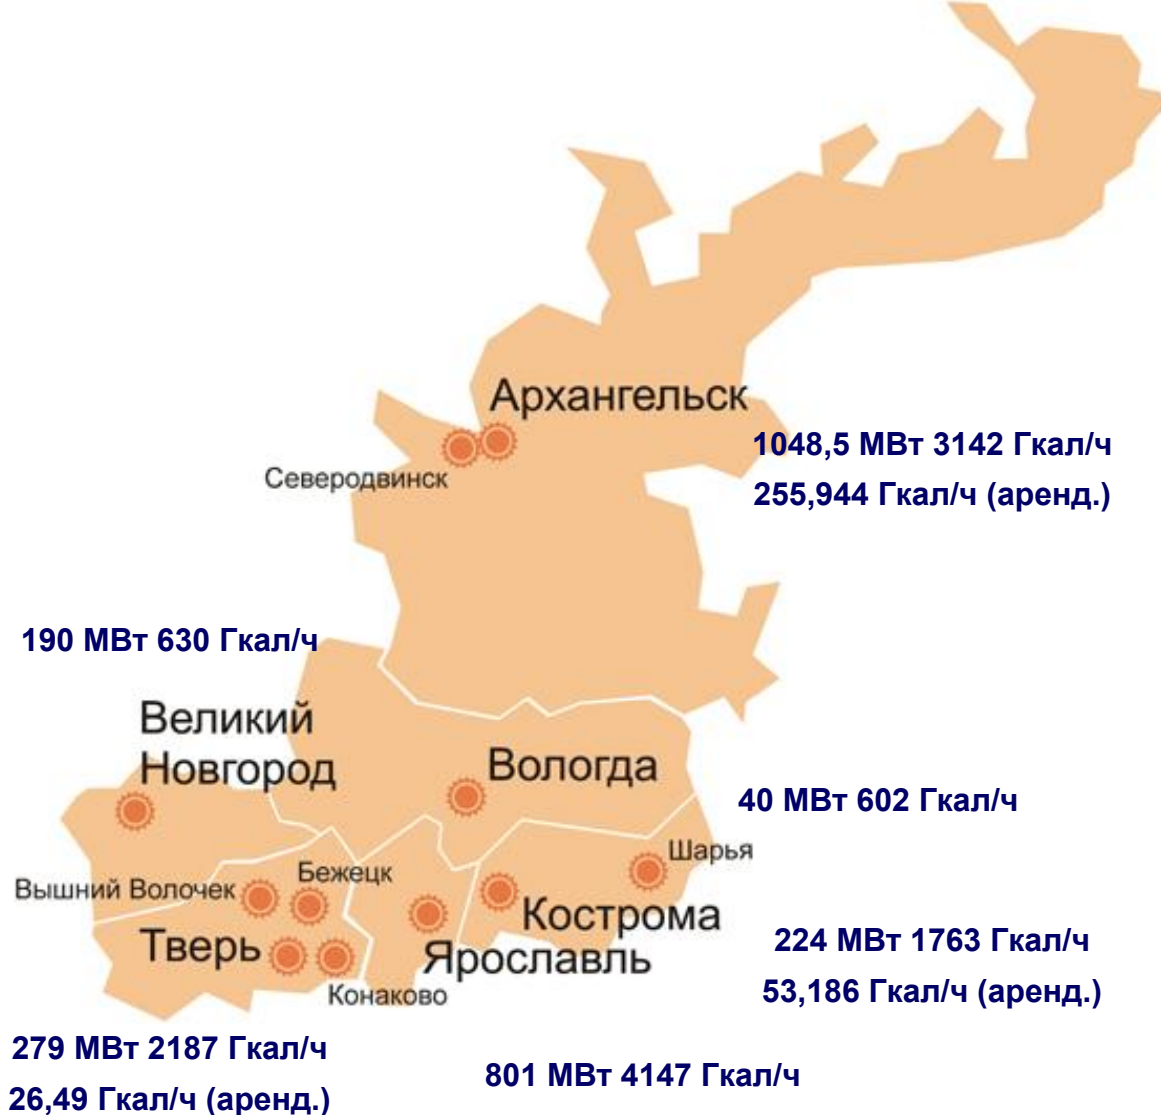 Архангельск
1048,5 МВт 3142 Гкал/ч
Северодвинск
255,944 Гкал/ч (аренд.)
190 МВт 630 Гкал/ч
Великий
Новгород
Вологда
40 МВт 602 Гкал/ч
Шарья
Бежецк
Вышний Волочек
Кострома
Тверь
Ярославль
224 МВт 1763 Гкал/ч
53,186 Гкал/ч (аренд.)
Конаково
279 МВт 2187 Гкал/ч
26,49 Гкал/ч (аренд.)
801 МВт 4147 Гкал/ч